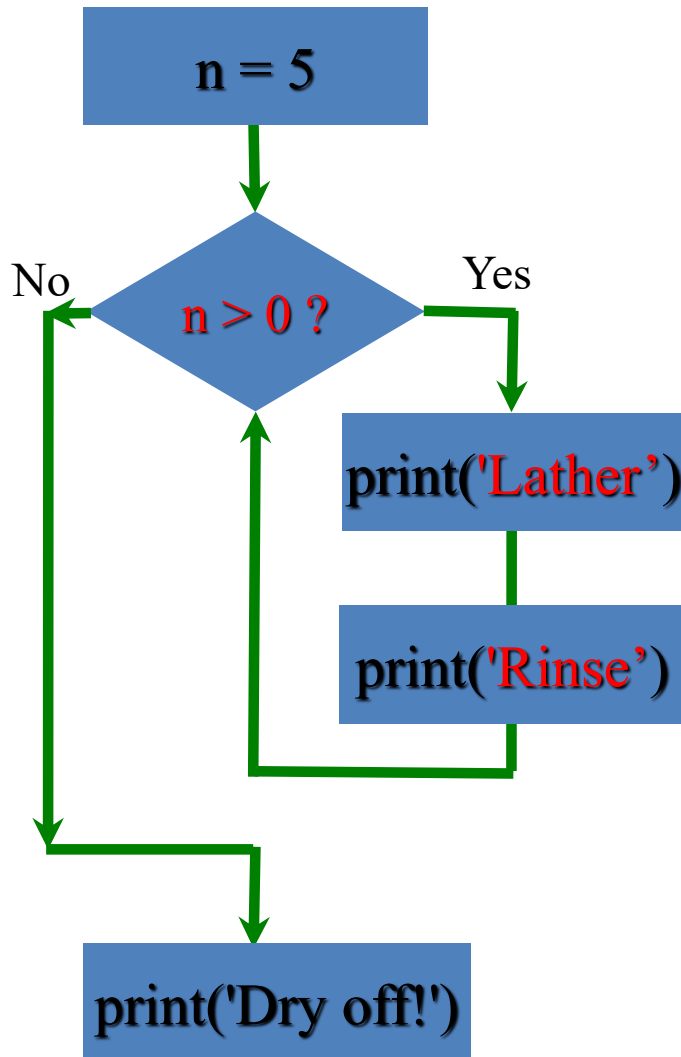 n = 5
No
Yes
n > 0 ?
print('Lather’)
print('Rinse’)
print('Dry off!')